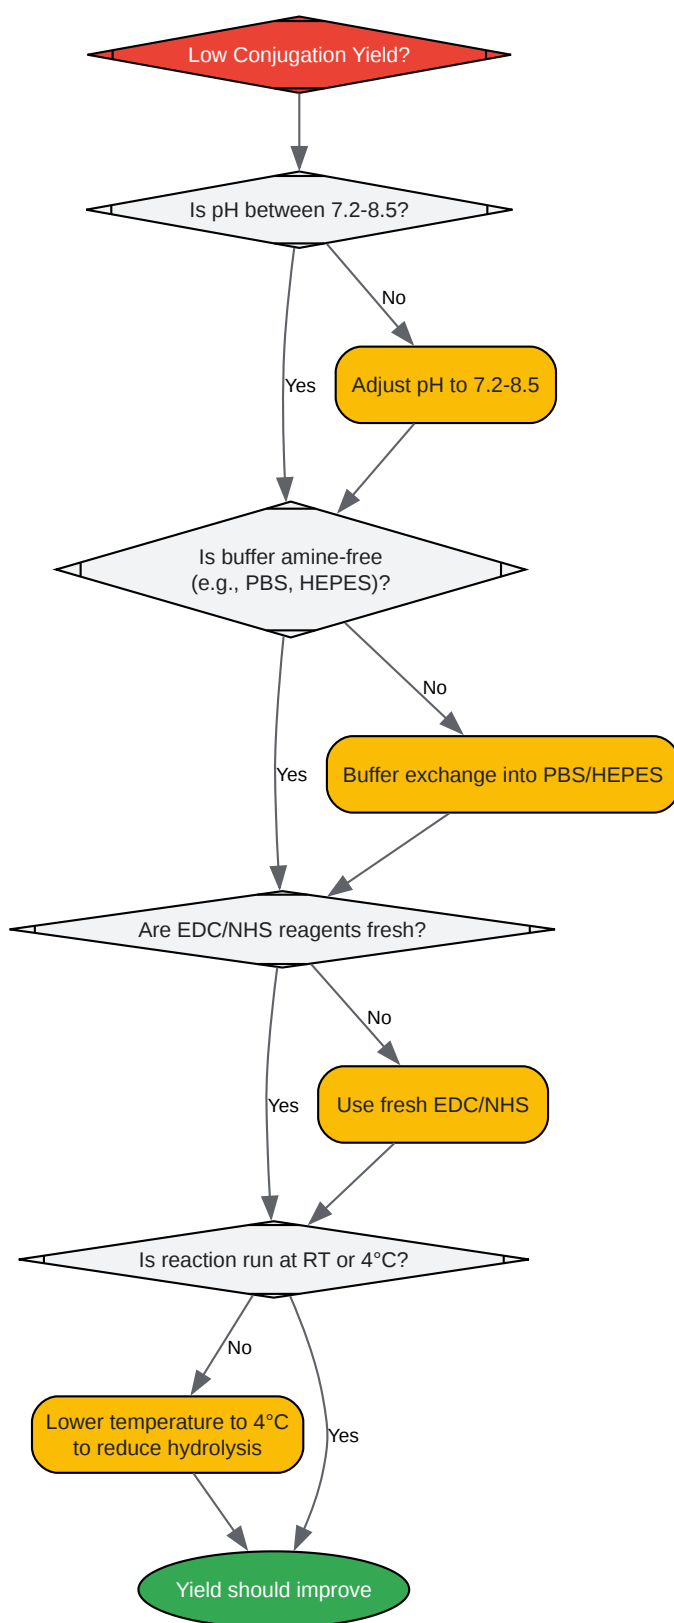 Low Conjugation Yield?
Is pH between 7.2-8.5?
No
Yes
Adjust pH to 7.2-8.5
Is buffer amine-free
(e.g., PBS, HEPES)?
No
Yes
Buffer exchange into PBS/HEPES
Are EDC/NHS reagents fresh?
No
Yes
Use fresh EDC/NHS
Is reaction run at RT or 4°C?
No
Lower temperature to 4°C
to reduce hydrolysis
Yes
Yield should improve